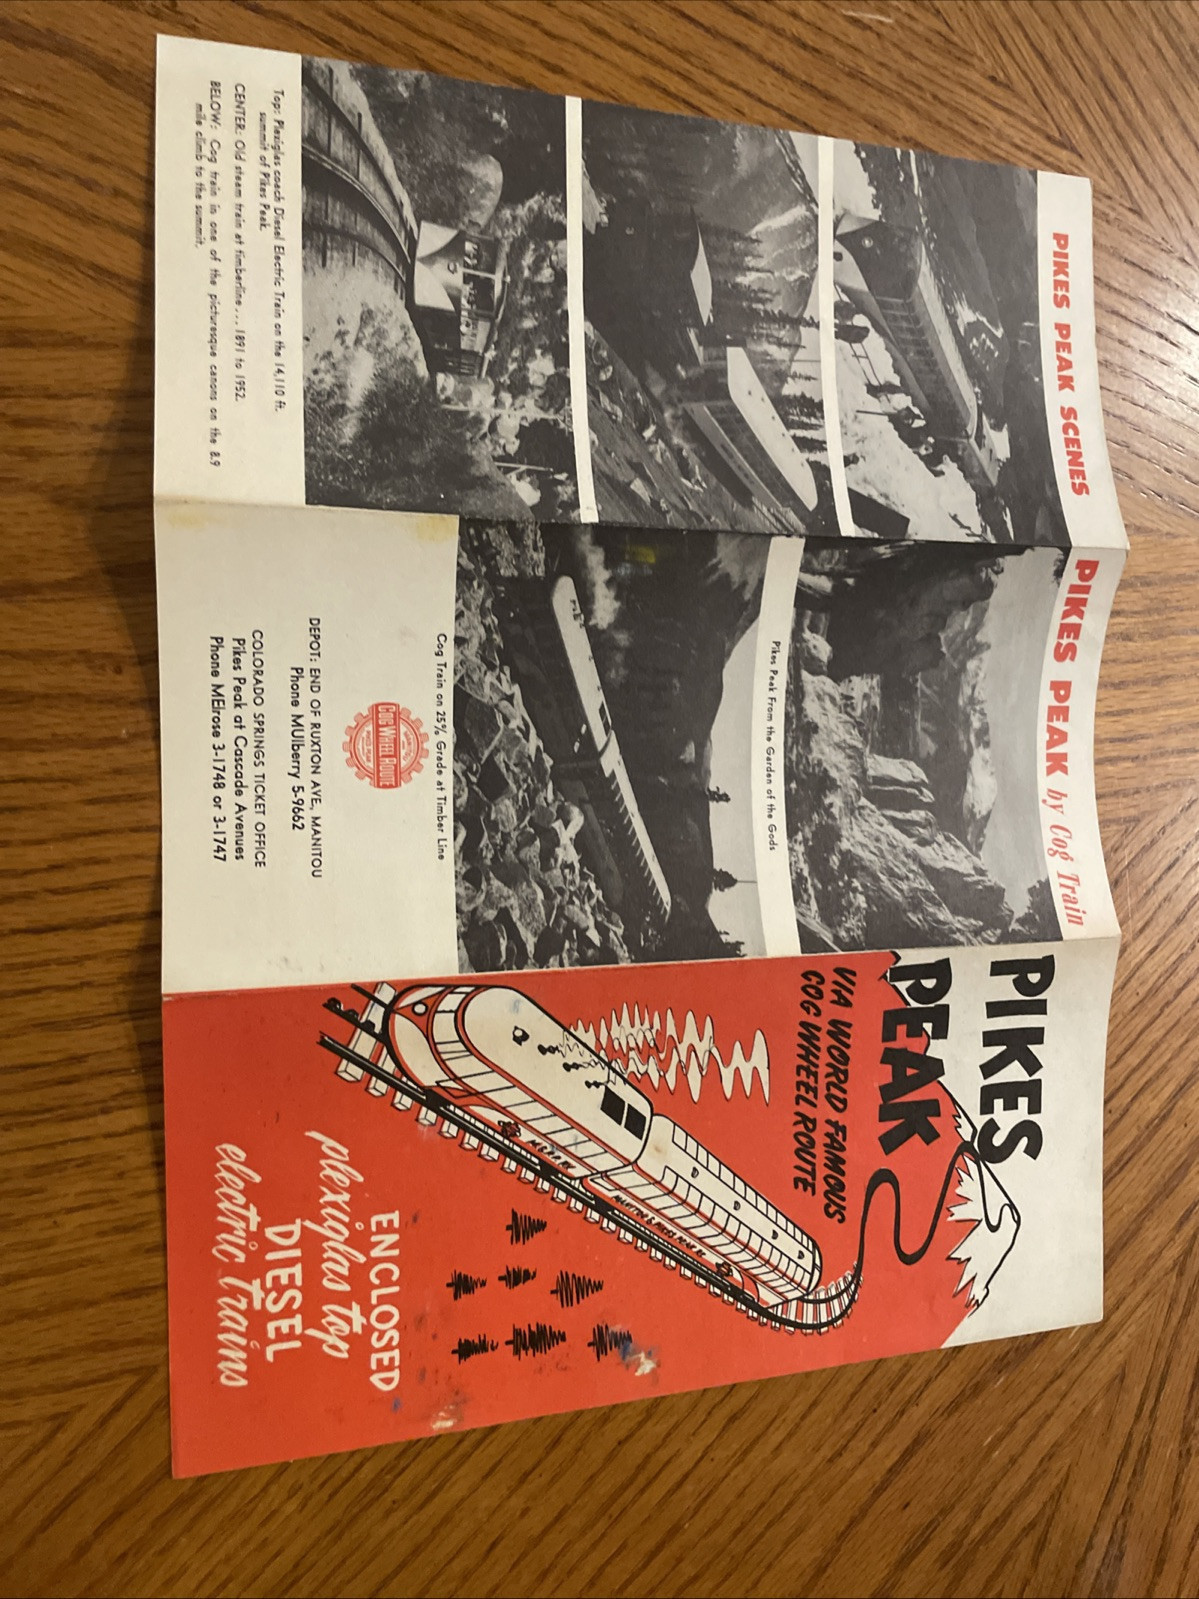 PIKES PEAK SCENES
Top: Plexiglas coach Diesel Electric Train on the 14,110 ft.
summit of Pikes Peak.
CENTER: Old steam train at timberline... 1891 to 1952.
BELOW: Cog train in one of the picturesque canons on the 8.9
mile climb to the summit.
PIKES PEAK by Cog Train
Pikes Peak From the Garden of the Gods
Cog Train on 25% Grade at Timber Line
COG WHEEL ROUTE
DEPOT: END OF RUXTON AVE, MANITOU
Phone MUlberry 5-9662
COLORADO SPRINGS TICKET OFFICE
Pikes Peak at Cascade Avenues
Phone MElrose 3-1748 or 3-1747
PIKES
PEAK
VIA WORLD FAMOUS
COG WHEEL ROUTE
MANITOU & PIKES PEAK RY.
ENCLOSED
plexiglas top
DIESEL
electric trains